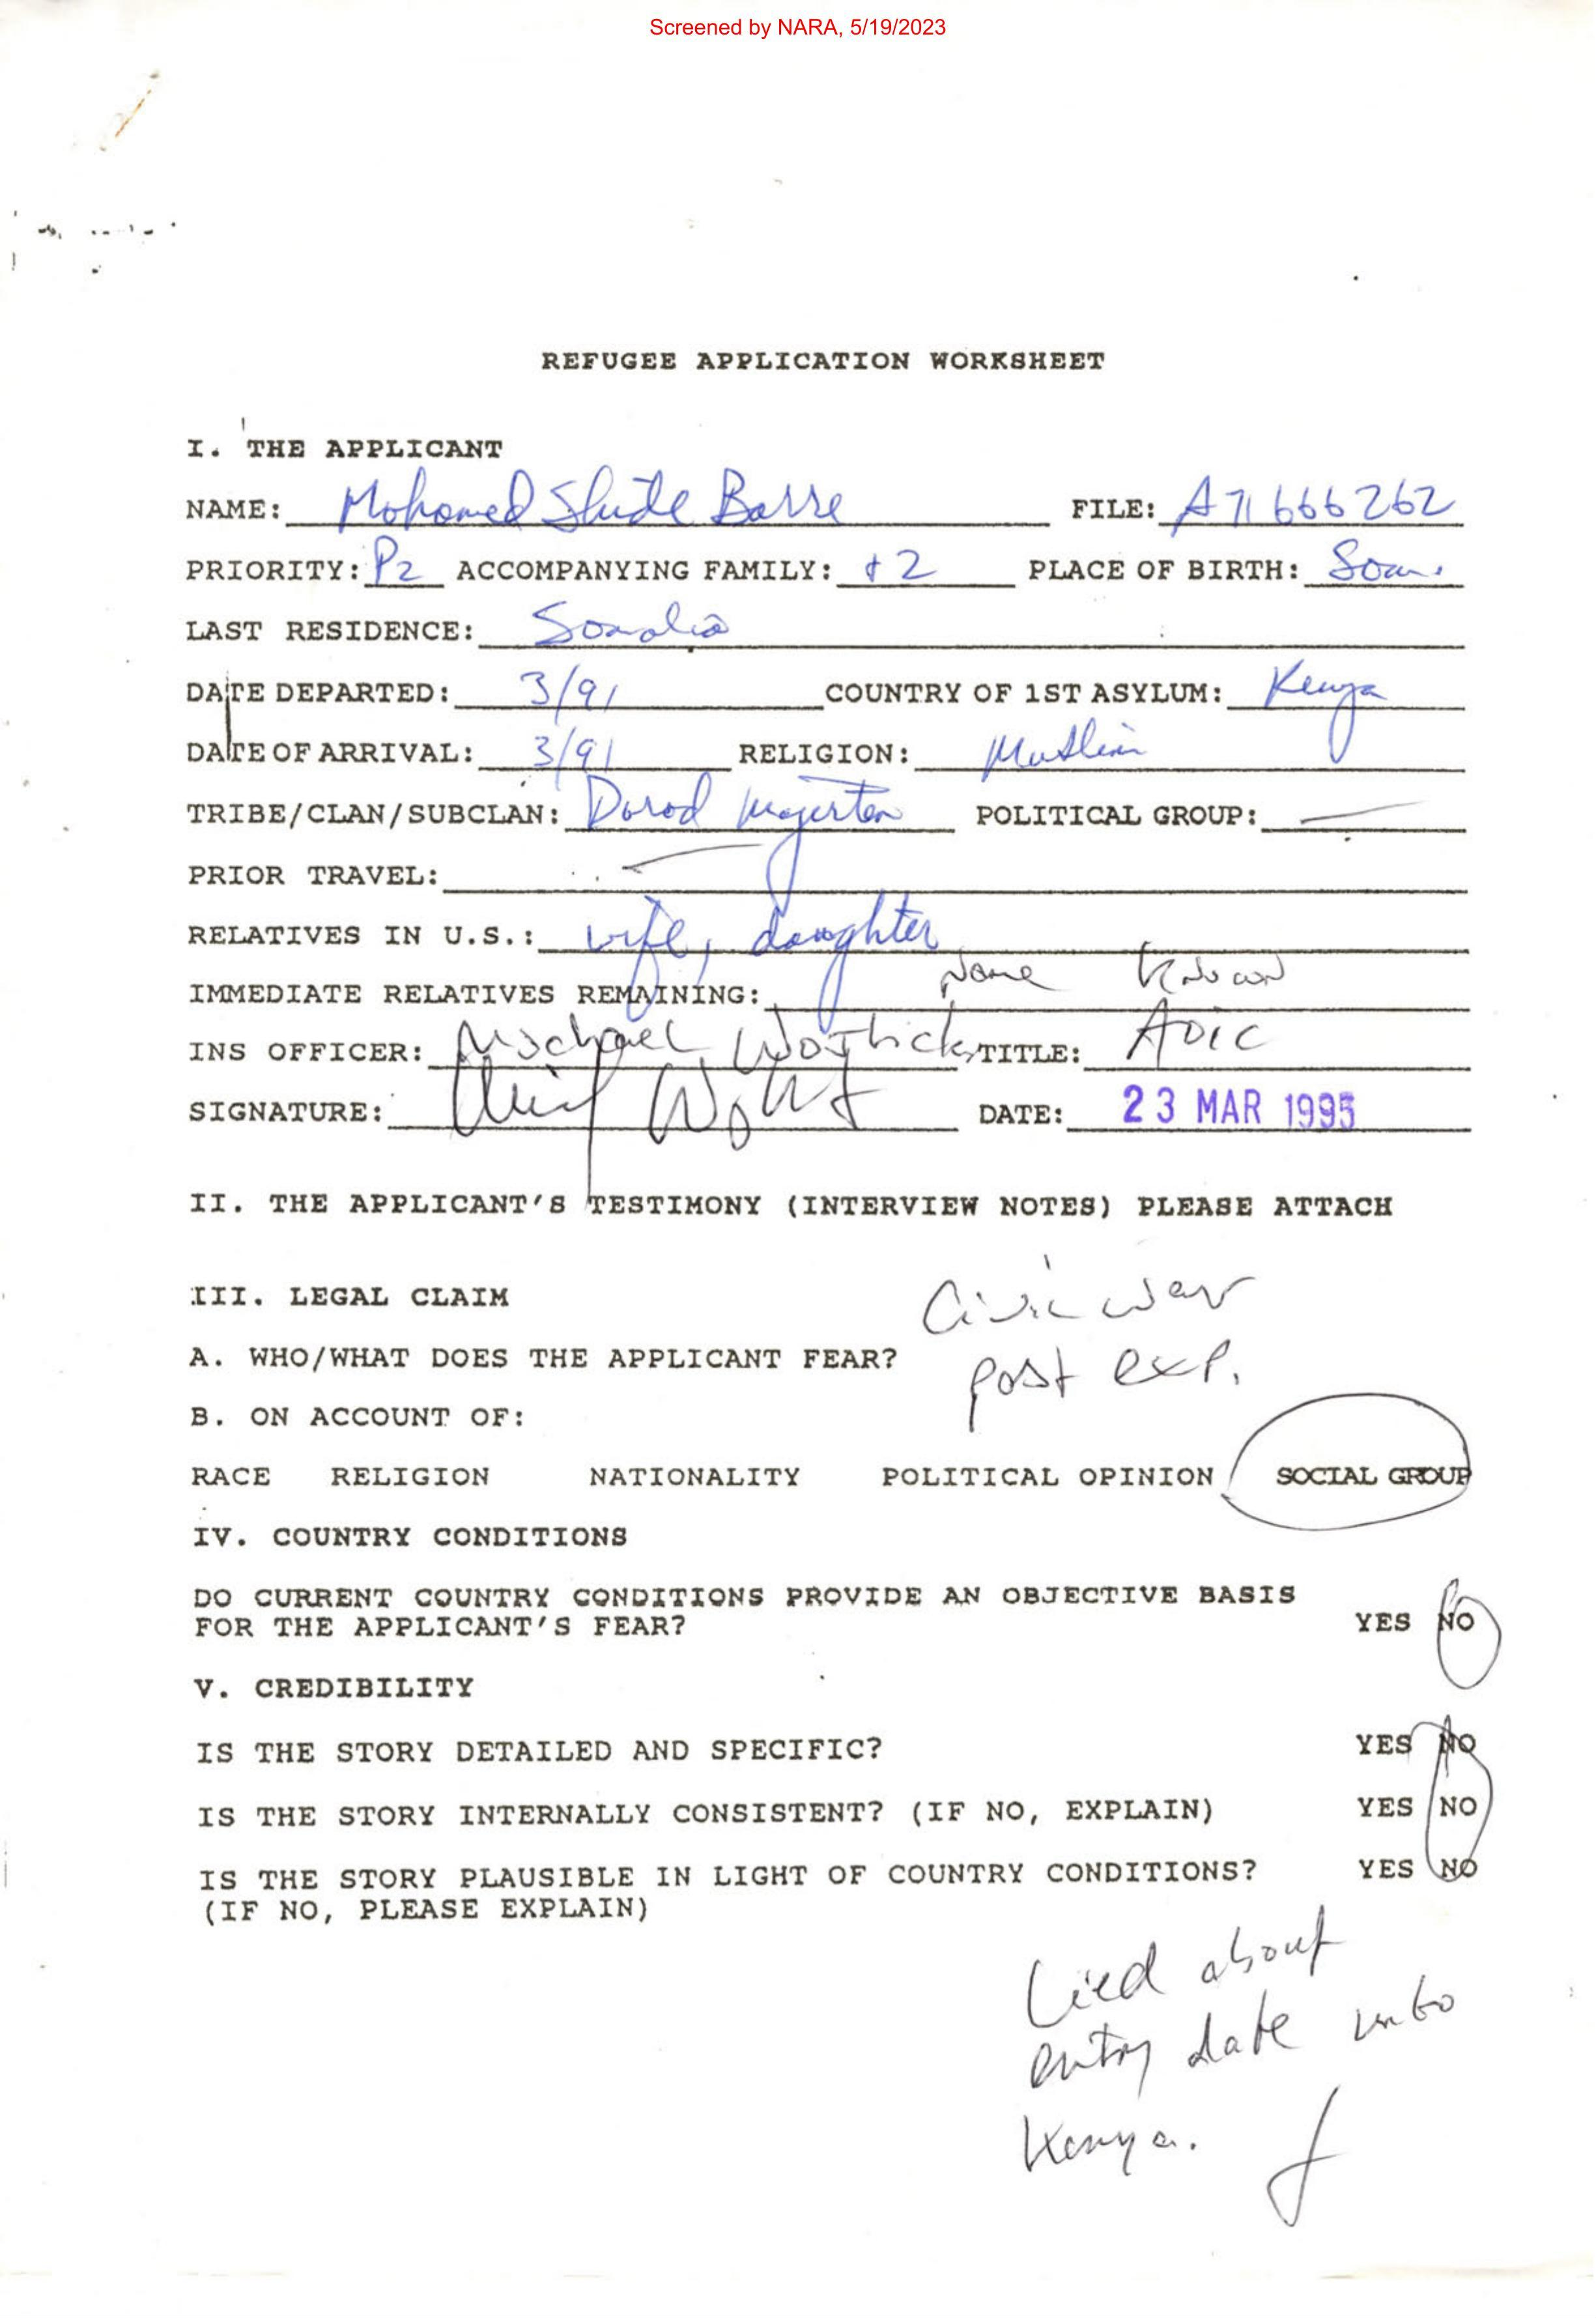 Screened by NARA, 5/19/2023
REFUGEE APPLICATION WORKSHEET
I. THE APPLICANT
NAME: Mohamed Shide Barre FILE: A71 666 262
PRIORITY: P2 ACCOMPANYING FAMILY: +2 PLACE OF BIRTH: Som.
LAST RESIDENCE: Somalia
DATE DEPARTED: 3/91 COUNTRY OF 1ST ASYLUM: Kenya
DATE OF ARRIVAL: 3/91 RELIGION: Muslim
TRIBE/CLAN/SUBCLAN: Darod Majerten POLITICAL GROUP: —
PRIOR TRAVEL: —
RELATIVES IN U.S.: wife, daughter
IMMEDIATE RELATIVES REMAINING: None Known
INS OFFICER: Michael TITLE: AOIC
SIGNATURE: DATE: 23 MAR 1995
II. THE APPLICANT'S TESTIMONY (INTERVIEW NOTES) PLEASE ATTACH
III. LEGAL CLAIM
Civil war
A. WHO/WHAT DOES THE APPLICANT FEAR? past exp.
B. ON ACCOUNT OF:
RACE RELIGION NATIONALITY POLITICAL OPINION SOCIAL GROUP
IV. COUNTRY CONDITIONS
DO CURRENT COUNTRY CONDITIONS PROVIDE AN OBJECTIVE BASIS
FOR THE APPLICANT'S FEAR? YES NO
V. CREDIBILITY
IS THE STORY DETAILED AND SPECIFIC? YES NO
IS THE STORY INTERNALLY CONSISTENT? (IF NO, EXPLAIN) YES NO
IS THE STORY PLAUSIBLE IN LIGHT OF COUNTRY CONDITIONS? YES NO
(IF NO, PLEASE EXPLAIN)
Lied about
entry date into
Kenya.